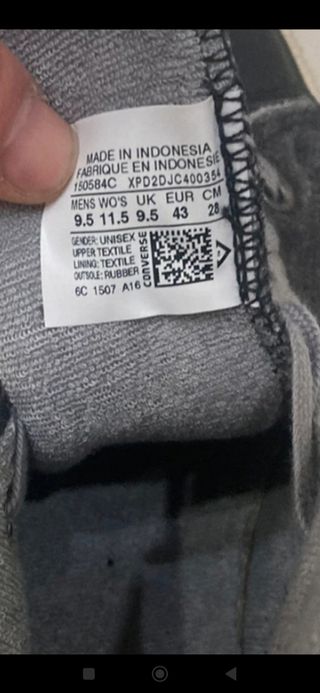 MADE IN INDONESIA
FABRIQUE EN INDONESIE
150584C XPD2DJC400354
MENS WO'S UK EUR CM
9.5 11.5 9.5 43 28
GENDER: UNISEX
UPPER: TEXTILE
LINING: TEXTILE
OUTSOLE: RUBBER
6C 1507 A16
CONVERSE